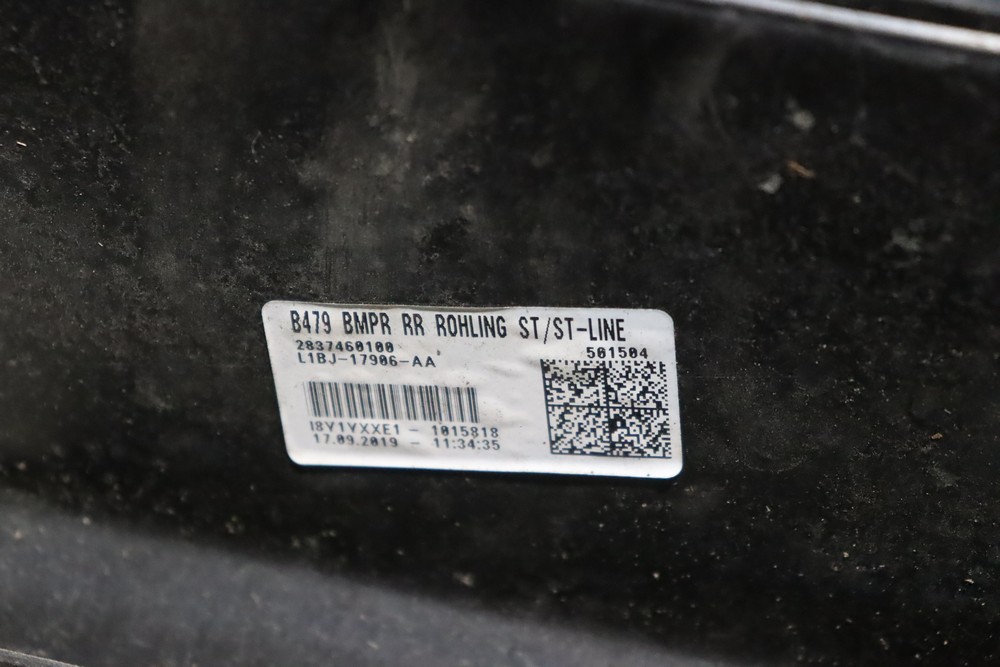 B479 BMPR RR ROHLING ST/ST-LINE
2837460100
501504
L1BJ-17906-AA
I8Y1VXXE1 - 1015818
17.09.2019 - 11:34:35